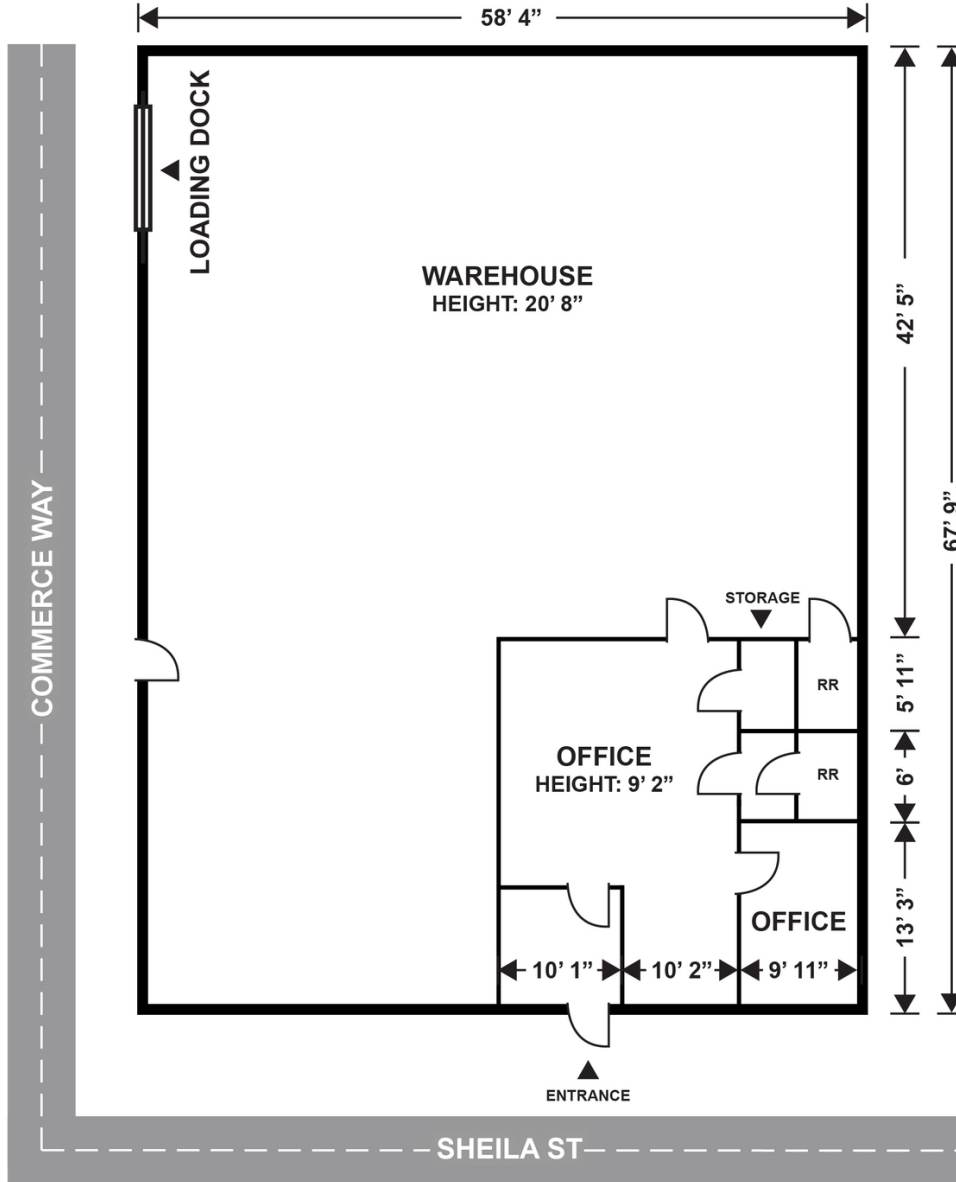 58’ 4”
LOADING DOCK
WAREHOUSE
HEIGHT: 20’ 8”
42’ 5”
67’ 9”
COMMERCE WAY
STORAGE
RR
5’ 11”
OFFICE
HEIGHT: 9’ 2”
RR
6’
OFFICE
13’ 3”
10’ 1”
10’ 2”
9’ 11”
ENTRANCE
SHEILA ST